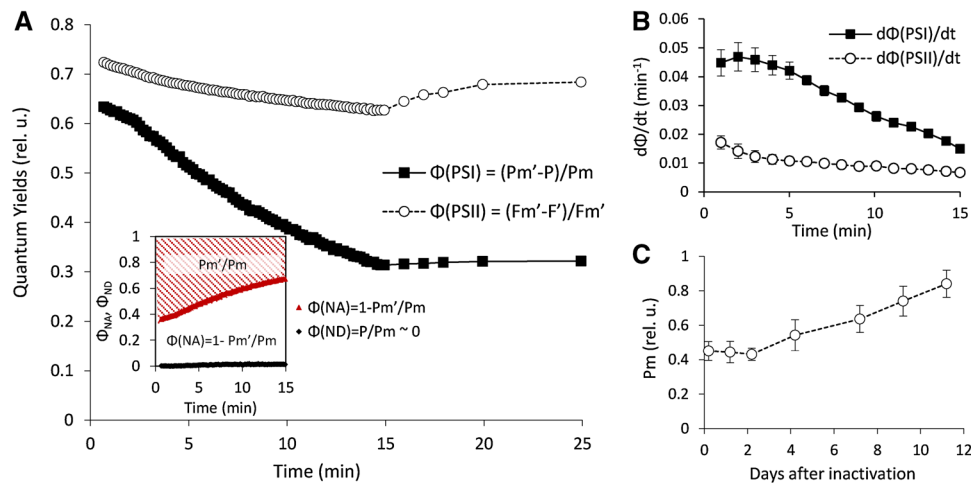 A
0.8
0.7
0.6
0.5
0.4
0.3
0.2
0.1
0
0
5
10
15
20
25
Quantum Yields (rel. u.)
Time (min)
Φ(PSI) = (Pm’-P)/Pm
Φ(PSII) = (Fm’-F’)/Fm’
1
0.8
0.6
0.4
0.2
0
0
5
10
15
Φ_NA, Φ_ND
Time (min)
Pm’/Pm
Φ(NA)=1- Pm’/Pm
Φ(NA)=1-Pm’/Pm
Φ(ND)=P/Pm ~ 0
B
0.06
0.05
0.04
0.03
0.02
0.01
0
0
5
10
15
dΦ/dt (min⁻¹)
Time (min)
dΦ(PSI)/dt
dΦ(PSII)/dt
C
1
0.8
0.6
0.4
0.2
0
0
2
4
6
8
10
12
Pm (rel. u.)
Days after inactivation